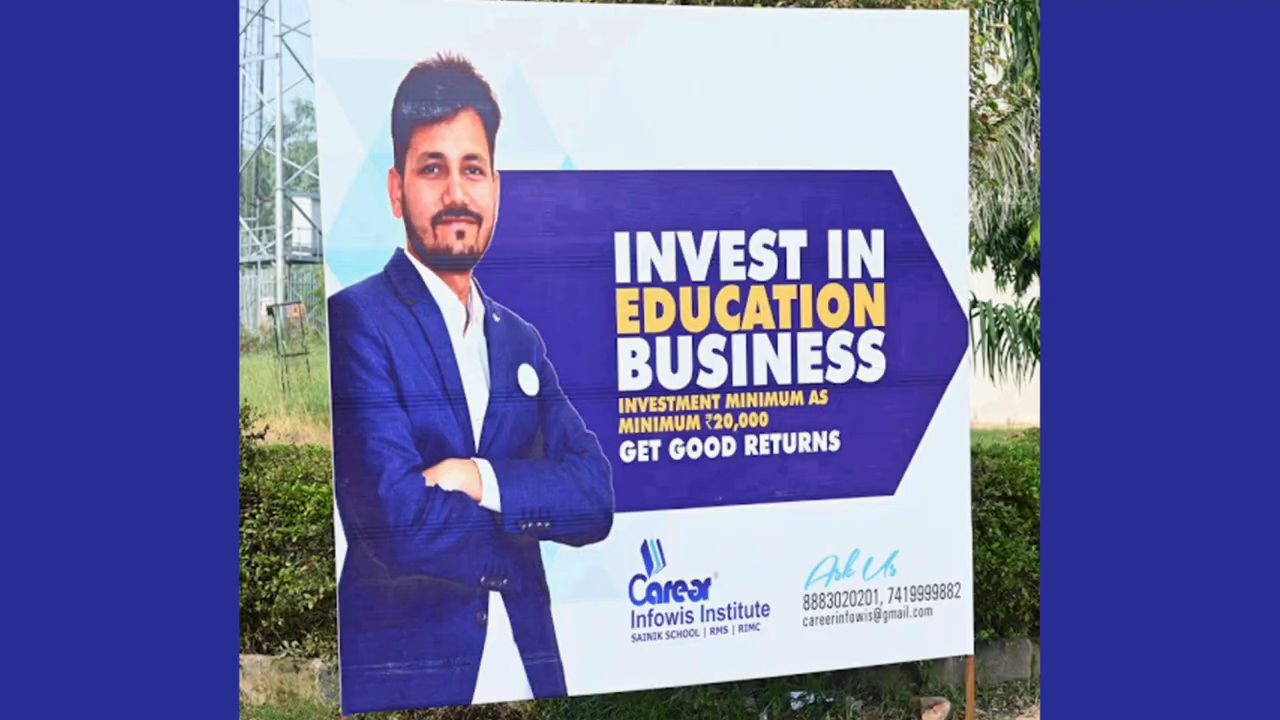 INVEST IN
EDUCATION
BUSINESS
INVESTMENT MINIMUM AS
MINIMUM ₹20,000
GET GOOD RETURNS
Carear
Infowis Institute
SAINIK SCHOOL | RMS | RIMC
Ask Us
8883020201, 7419999882
careerinfowis@gmail.com